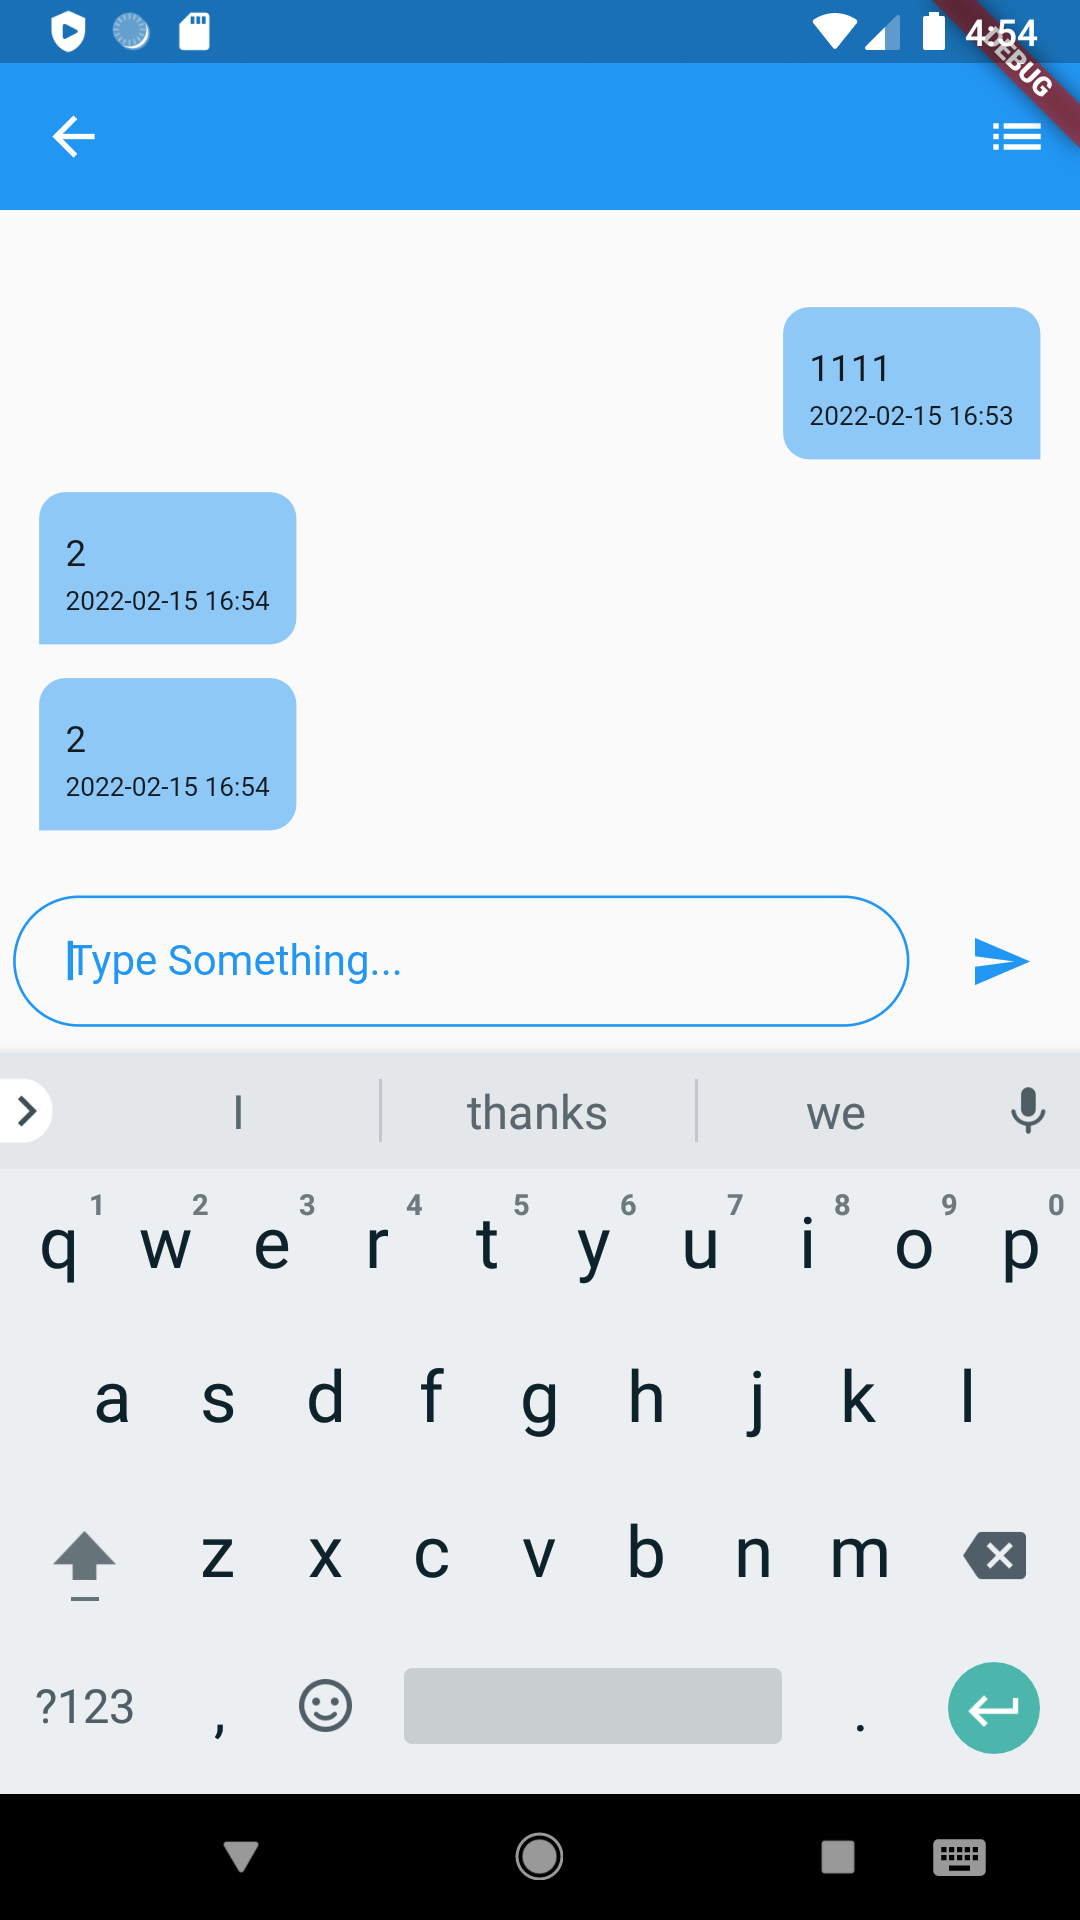 4:54
DEBUG
1111
2022-02-15 16:53
2
2022-02-15 16:54
2
2022-02-15 16:54
Type Something...
I thanks we
1 2 3 4 5 6 7 8 9 0
q w e r t y u i o p
a s d f g h j k l
z x c v b n m
?123 , .